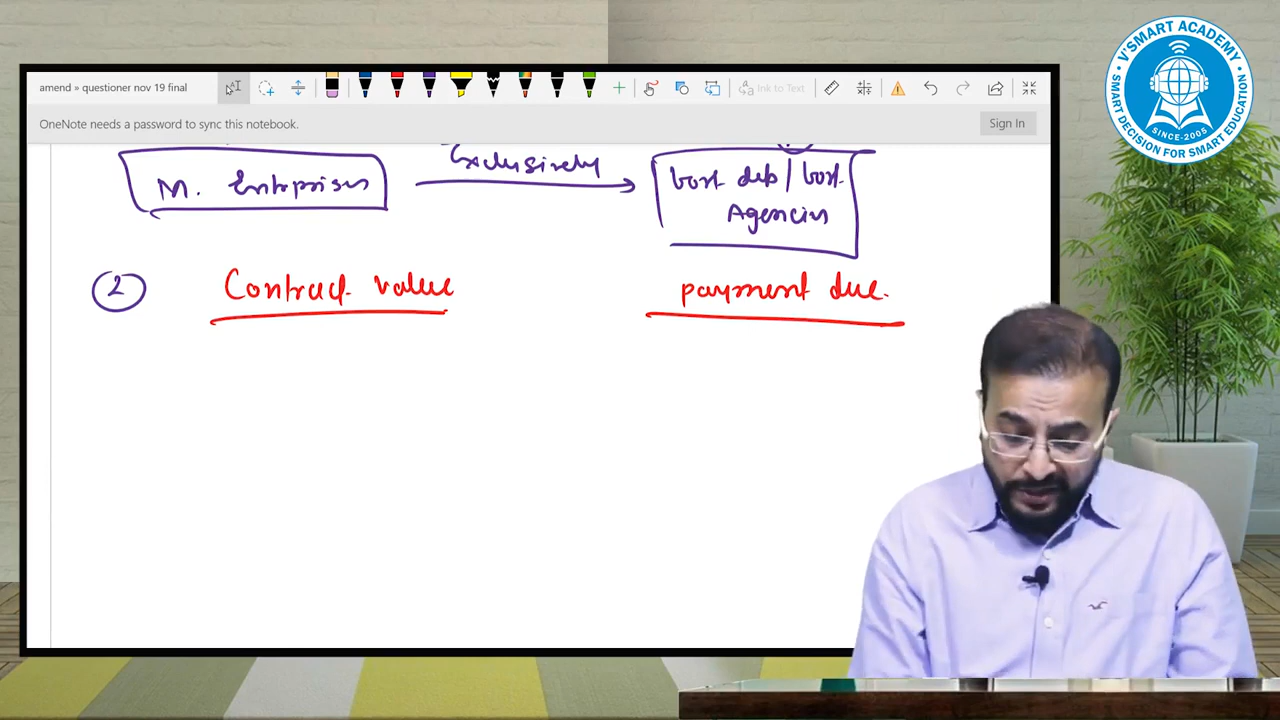 V'SMART ACADEMY
SMART DECISION FOR SMART EDUCATION
SINCE-2005
amend » questioner nov 19 final
Ink to Text
OneNote needs a password to sync this notebook.
Sign In
Exclusively
M. Enterprises
Govt. dep / Govt.
Agencies
2
Contract value
payment due.